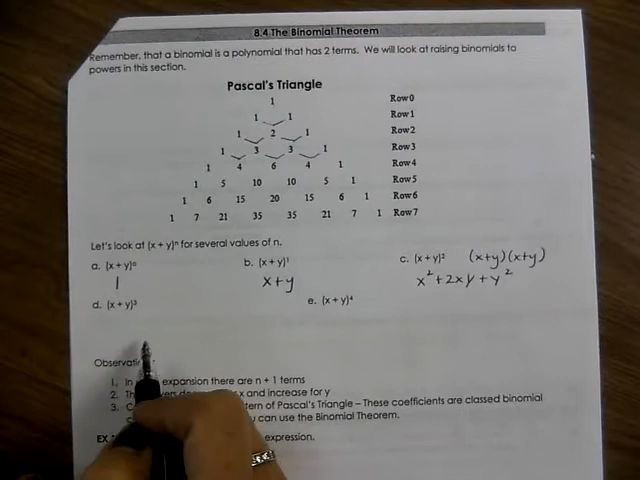 8.4 The Binomial Theorem
Remember, that a binomial is a polynomial that has 2 terms. We will look at raising binomials to
powers in this section.
Pascal's Triangle
1 Row0
1 1 Row1
1 2 1 Row2
1 3 3 1 Row3
1 4 6 4 1 Row4
1 5 10 10 5 1 Row5
1 6 15 20 15 6 1 Row6
1 7 21 35 35 21 7 1 Row7
Let's look at (x + y)ⁿ for several values of n.
a. (x + y)⁰ b. (x + y)¹ c. (x + y)² (x+y)(x+y)
1 x+y x²+2xy+y²
d. (x + y)³ e. (x + y)⁴
Observati
1. In expansion there are n + 1 terms
2. Th x and increase for y
3. C tern of Pascal's Triangle – These coefficients are classed binomial
c u can use the Binomial Theorem.
EX expression.